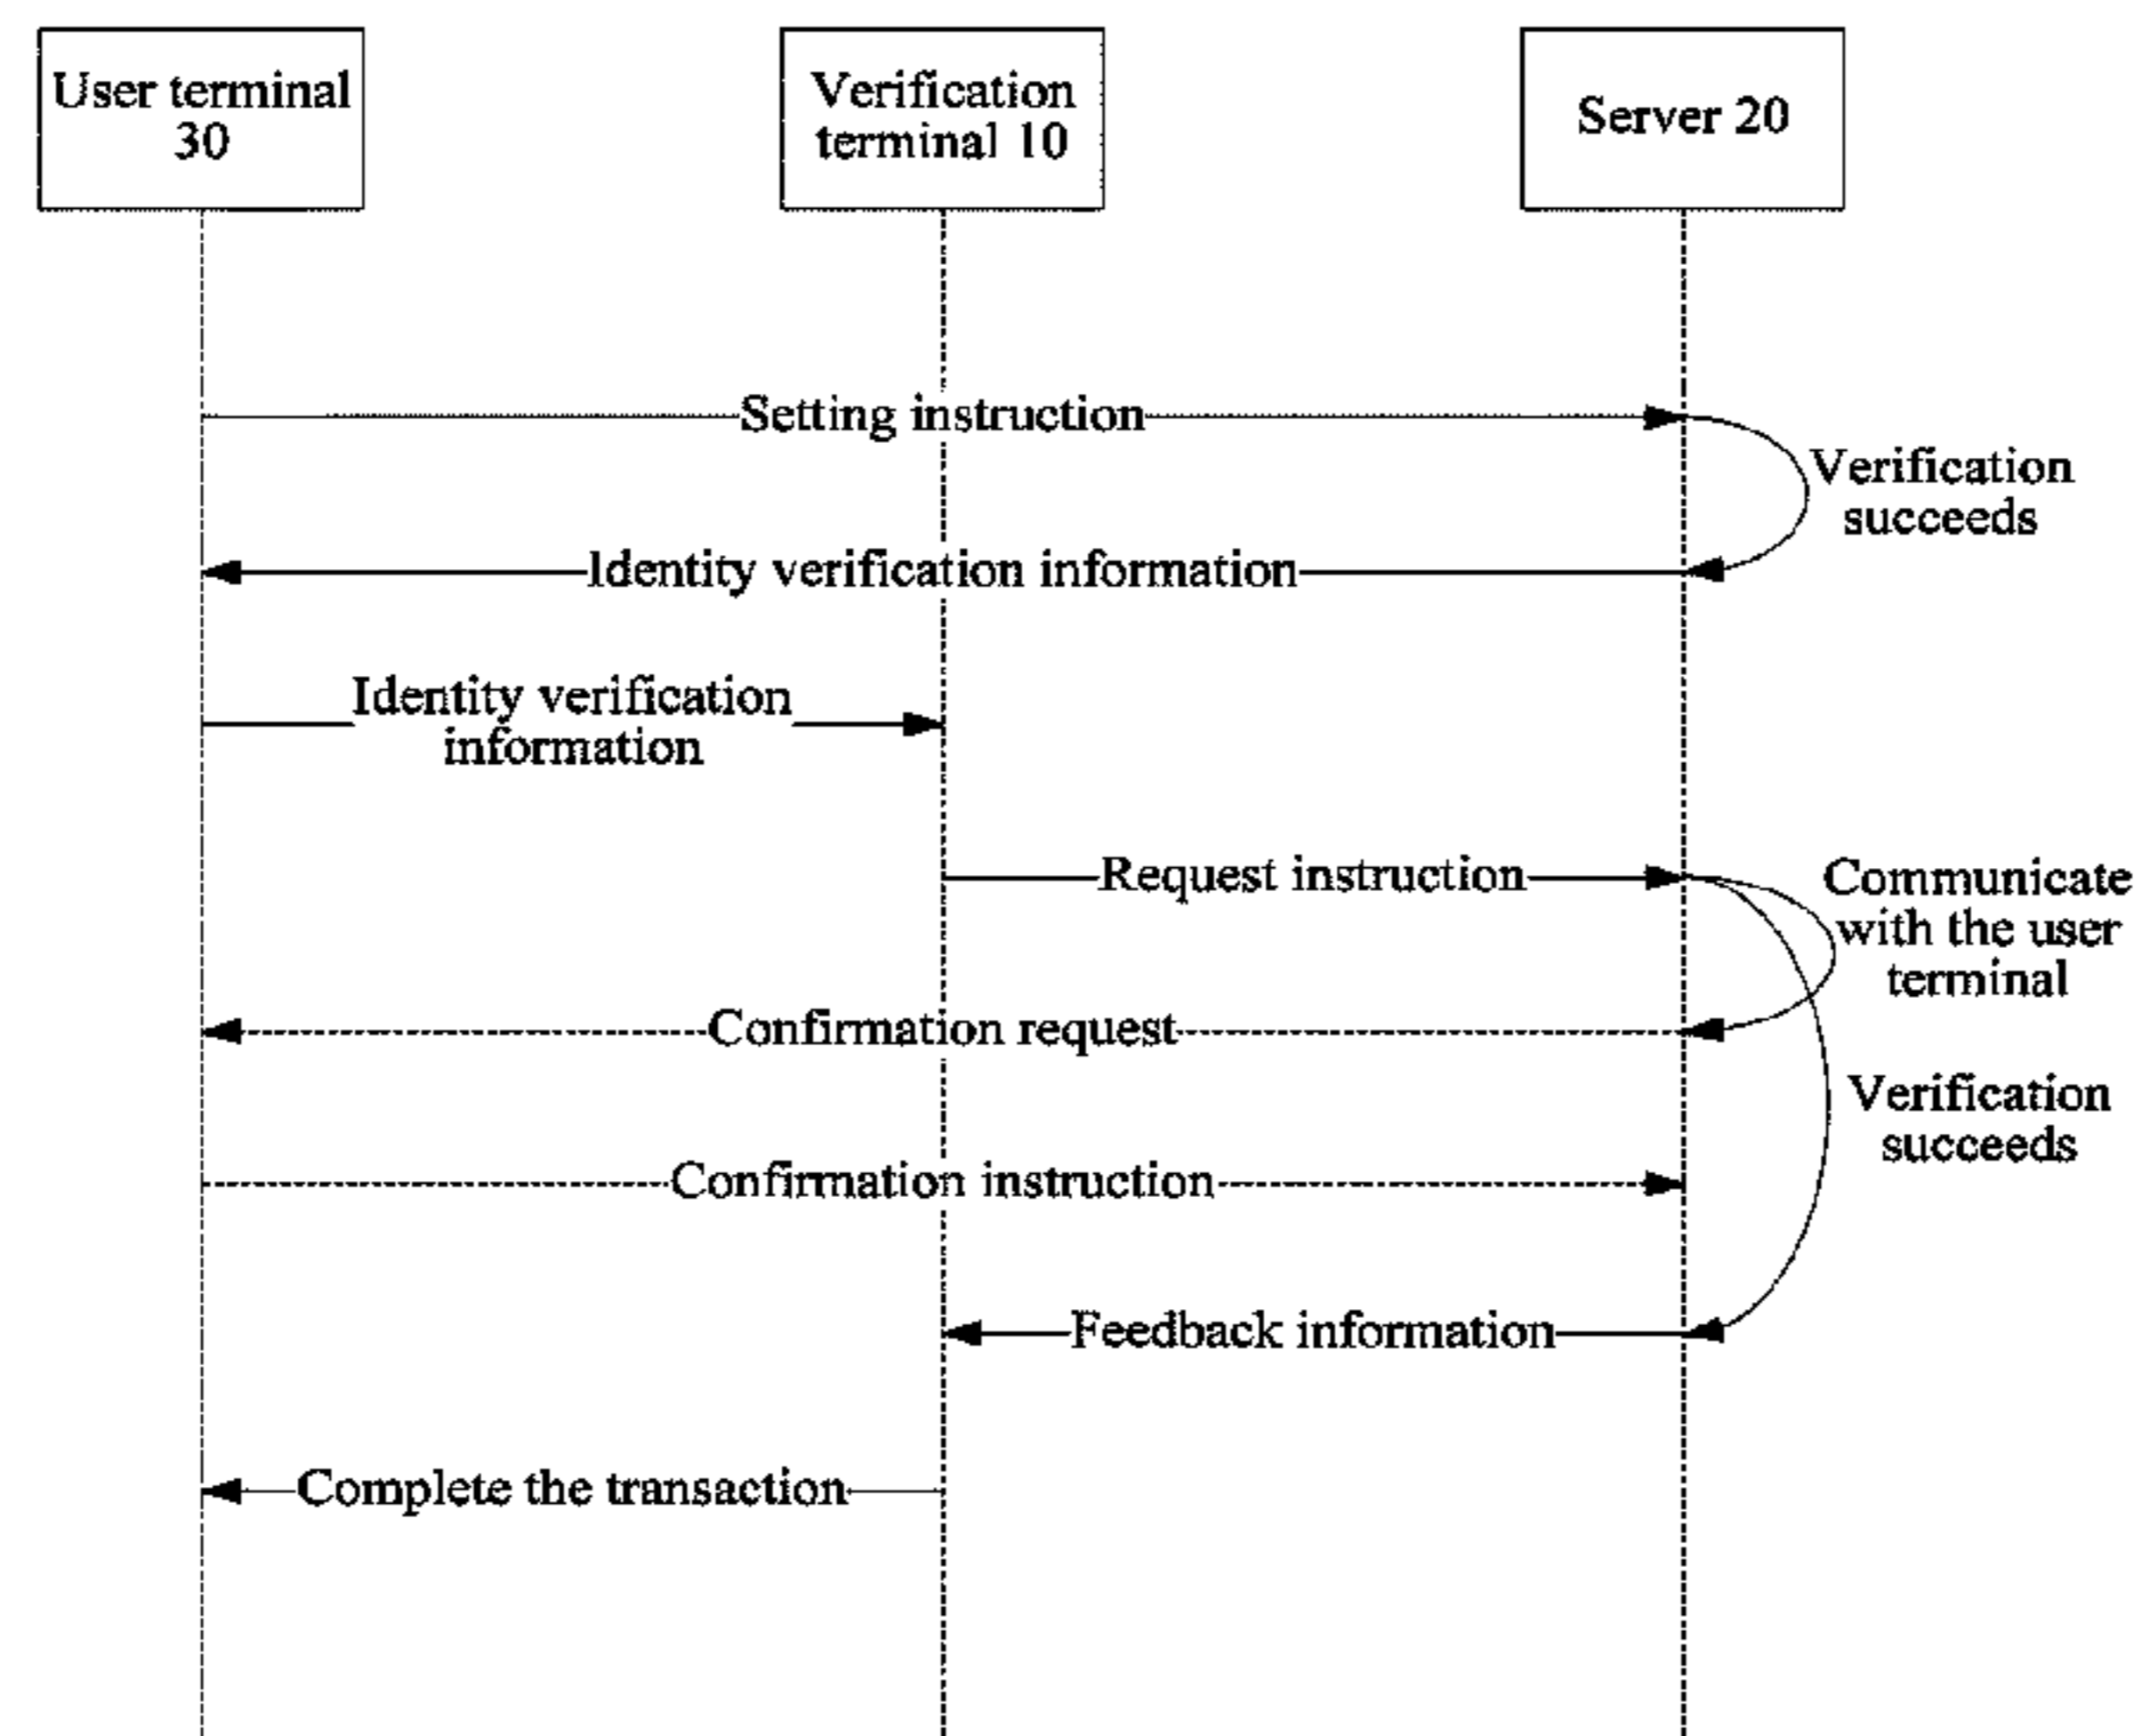 User terminal
30
Verification
terminal 10
Server 20
Setting instruction
Verification
succeeds
Identity verification information
Identity verification
information
Request instruction
Communicate
with the user
terminal
Confirmation request
Verification
succeeds
Confirmation instruction
Feedback information
Complete the transaction